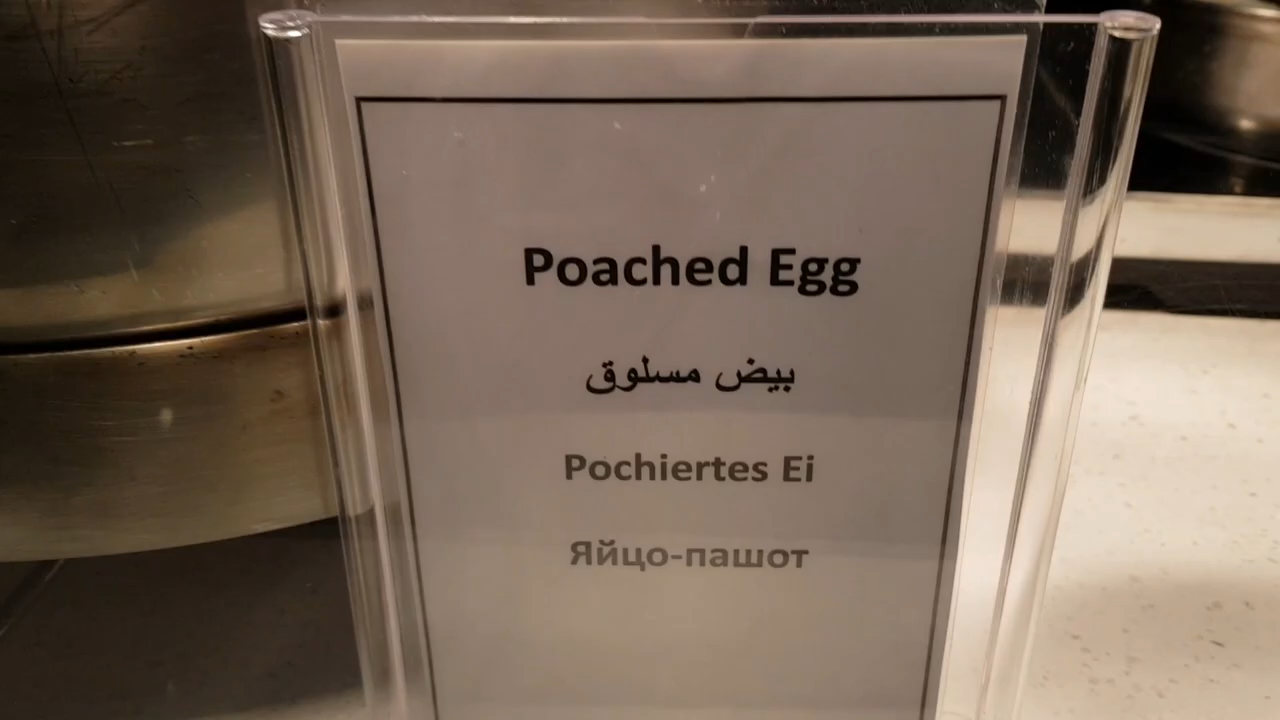 Poached Egg
بيض مسلوق
Pochiertes Ei
Яйцо-пашот